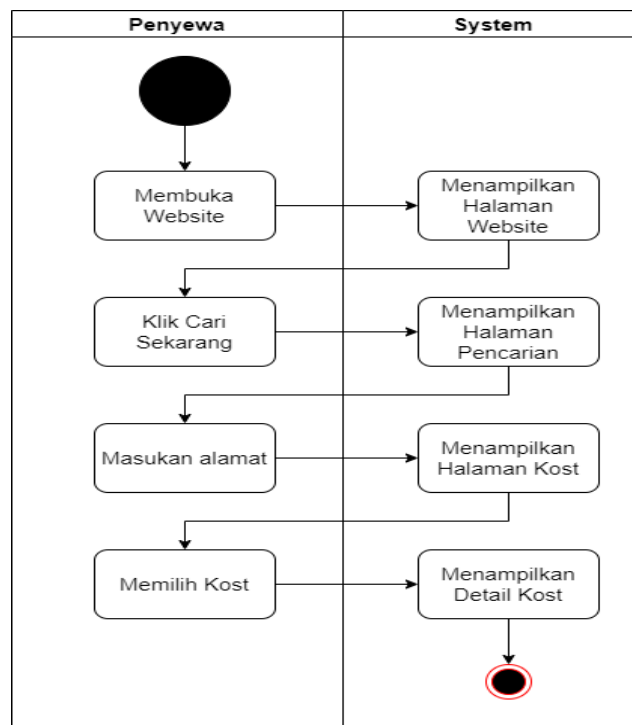 Penyewa
System
Membuka
Website
Menampilkan
Halaman
Website
Klik Cari
Sekarang
Menampilkan
Halaman
Pencarian
Masukan alamat
Menampilkan
Halaman Kost
Memilih Kost
Menampilkan
Detail Kost